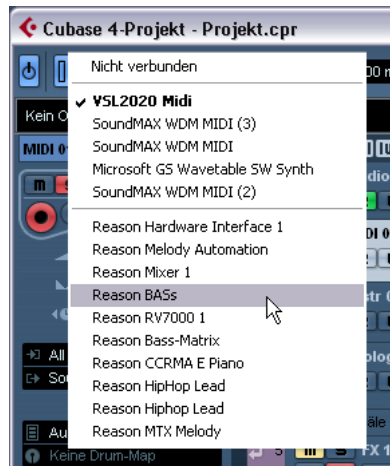 Cubase 4-Projekt - Projekt.cpr
Nicht verbunden
✓ VSL2020 Midi
SoundMAX WDM MIDI (3)
SoundMAX WDM MIDI
Microsoft GS Wavetable SW Synth
SoundMAX WDM MIDI (2)
Reason Hardware Interface 1
Reason Melody Automation
Reason Mixer 1
Reason BASs
Reason RV7000 1
Reason Bass-Matrix
Reason CCRMA E Piano
Reason HipHop Lead
Reason Hiphop Lead
Reason MTX Melody
Kein
MIDI
m
All
Keine Drum-Map
5
m
S
FX